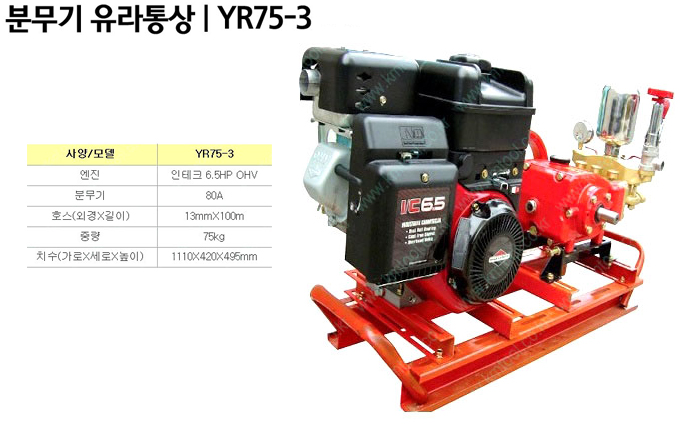 분무기 유라통상 | YR75-3
사양/모델 YR75-3
엔진 인테크 6.5HP OHV
분무기 80A
호스(외경X길이) 13mmX100m
중량 75kg
치수(가로X세로X높이) 1110X420X495mm
I/C 6.5